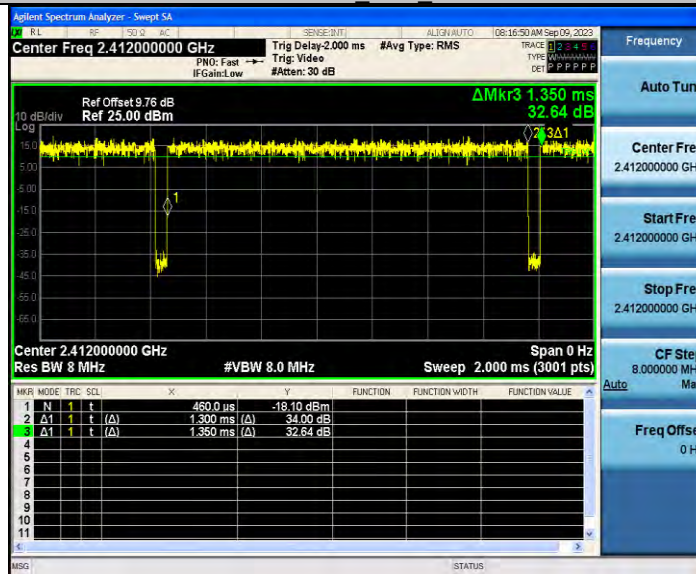 Agilent Spectrum Analyzer - Swept SA
RL RF 50 Ω AC SENSE:INT ALIGN AUTO 08:16:50 AM Sep 09, 2023
Center Freq 2.412000000 GHz
PNO: Fast
IFGain:Low
Trig Delay-2.000 ms
Trig: Video
#Atten: 30 dB
#Avg Type: RMS
TRACE 1 2 3 4 5 6
TYPE
DET P P P P P P
Frequency
Auto Tun
Center Fre
2.412000000 GH
Start Fre
2.412000000 GH
Stop Fre
2.412000000 GH
CF Ste
8.000000 MH
Auto Ma
Freq Offse
0 H
10 dB/div
Log
Ref Offset 9.76 dB
Ref 25.00 dBm
ΔMkr3 1.350 ms
32.64 dB
15.0
5.00
-5.00
-15.0
-25.0
-35.0
-45.0
-55.0
-65.0
1
3Δ1
Center 2.412000000 GHz Span 0 Hz
Res BW 8 MHz #VBW 8.0 MHz Sweep 2.000 ms (3001 pts)
MKR MODE TRC SCL X Y FUNCTION FUNCTION WIDTH FUNCTION VALUE
1 N 1 t 460.0 us -18.10 dBm
2 Δ1 1 t (Δ) 1.300 ms (Δ) 34.00 dB
3 Δ1 1 t (Δ) 1.350 ms (Δ) 32.64 dB
4
5
6
7
8
9
10
11
MSG STATUS